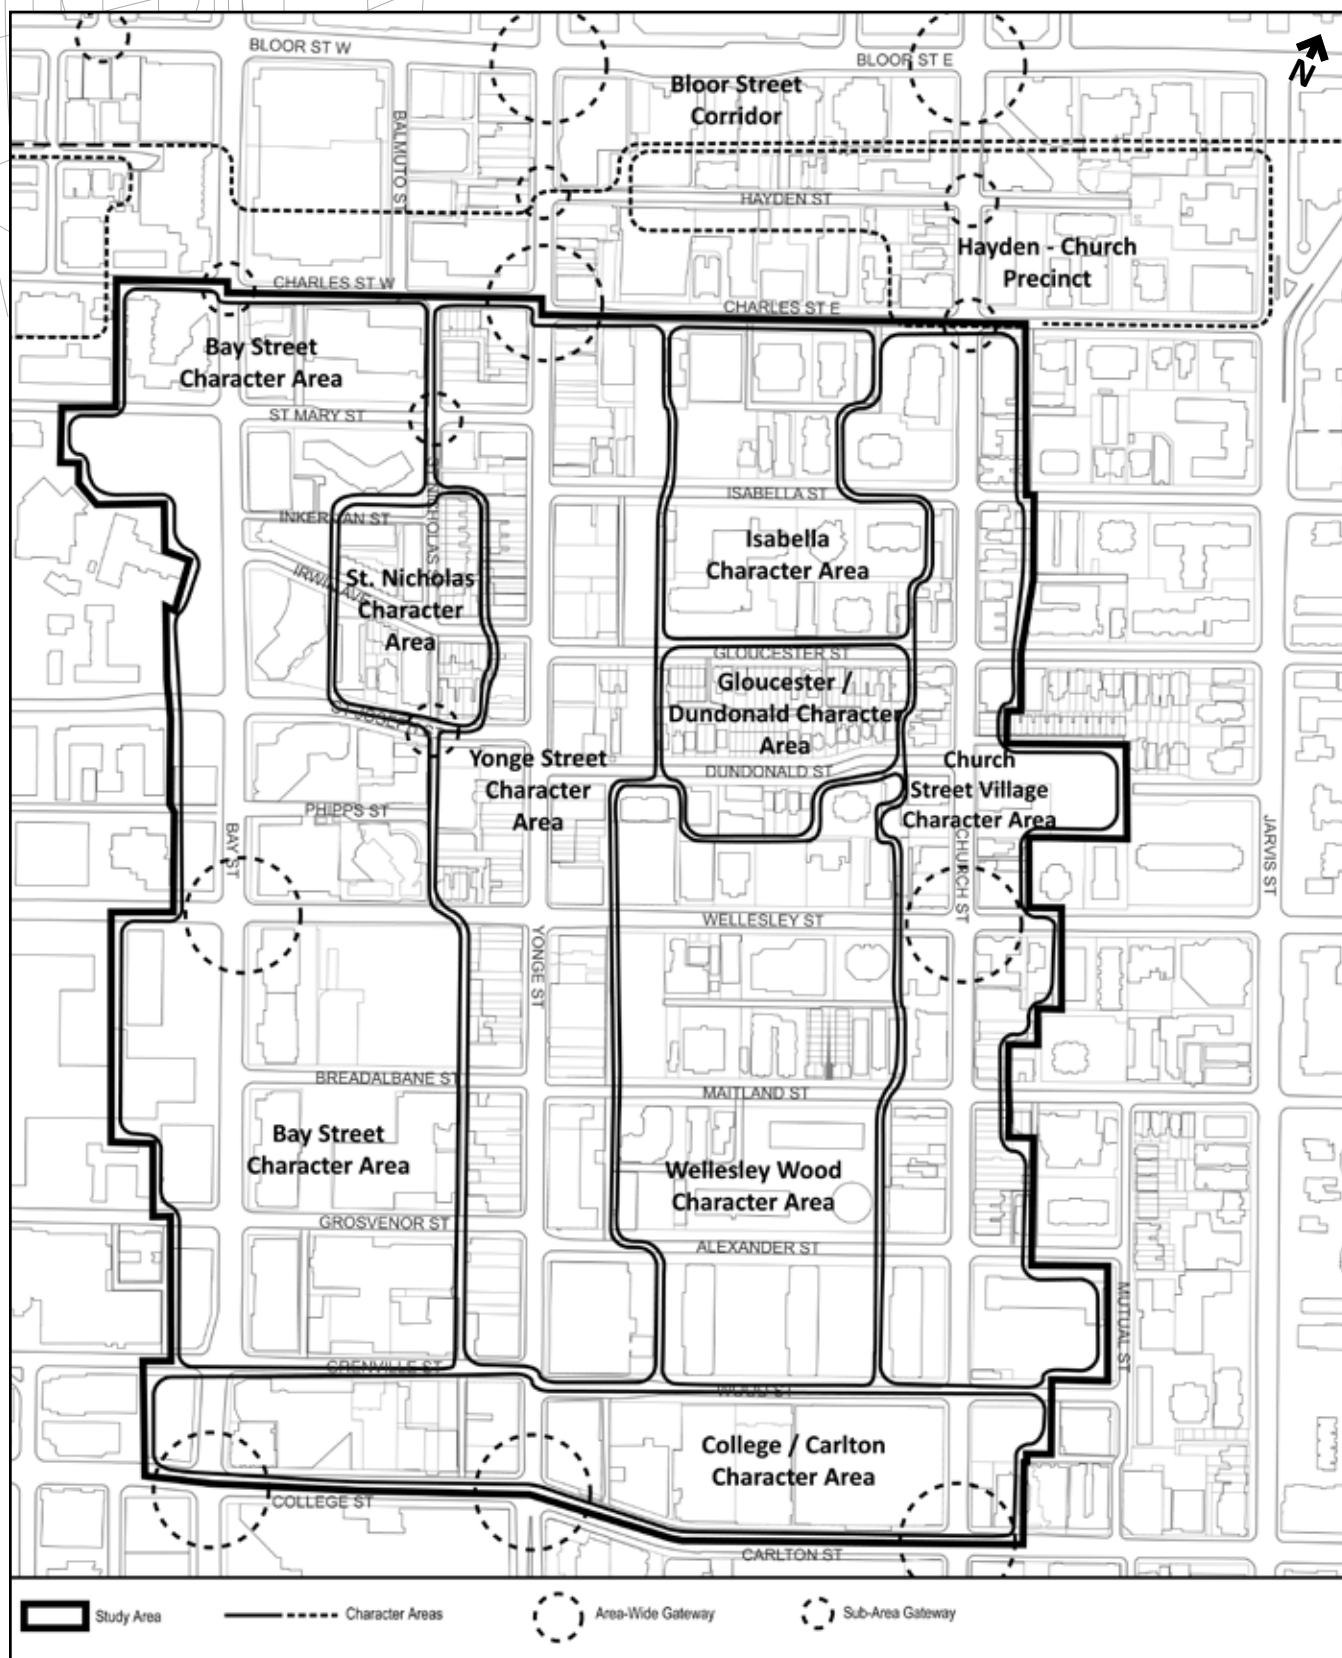 BLOOR ST W
BLOOR ST E
N
Bloor Street
Corridor
BALMUTO ST
HAYDEN ST
Hayden - Church
Precinct
CHARLES ST W
CHARLES ST E
Bay Street
Character Area
ST MARY ST
ISABELLA ST
INKERMAN ST
Isabella
Character Area
St. Nicholas
Character
Area
GLOUCESTER ST
Gloucester /
Dundonald Character
Area
DUNDONALD ST
Yonge Street
Character
Area
Church
Street Village
Character Area
PHIPPS ST
BAY ST
CHURCH ST
JARVIS ST
WELLESLEY ST
YONGE ST
BREADALBANE ST
MAITLAND ST
Bay Street
Character Area
Wellesley Wood
Character Area
GROSVENOR ST
ALEXANDER ST
MUTUAL ST
GRENVILLE ST
WOOD ST
College / Carlton
Character Area
COLLEGE ST
CARLTON ST
Study Area
Character Areas
Area-Wide Gateway
Sub-Area Gateway